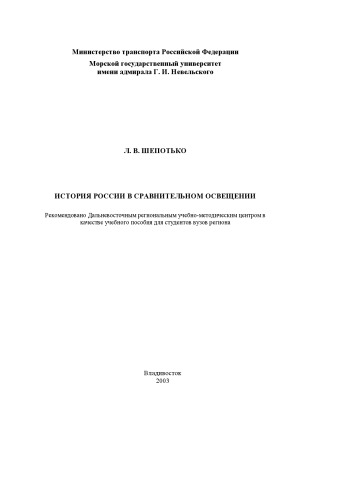 Министерство транспорта Российской Федерации
Морской государственный университет
имени адмирала Г. И. Невельского
Л. В. ШЕПОТЬКО
ИСТОРИЯ РОССИИ В СРАВНИТЕЛЬНОМ ОСВЕЩЕНИИ
Рекомендовано Дальневосточным региональным учебно-методическим центром в
качестве учебного пособия для студентов вузов региона
Владивосток
2003